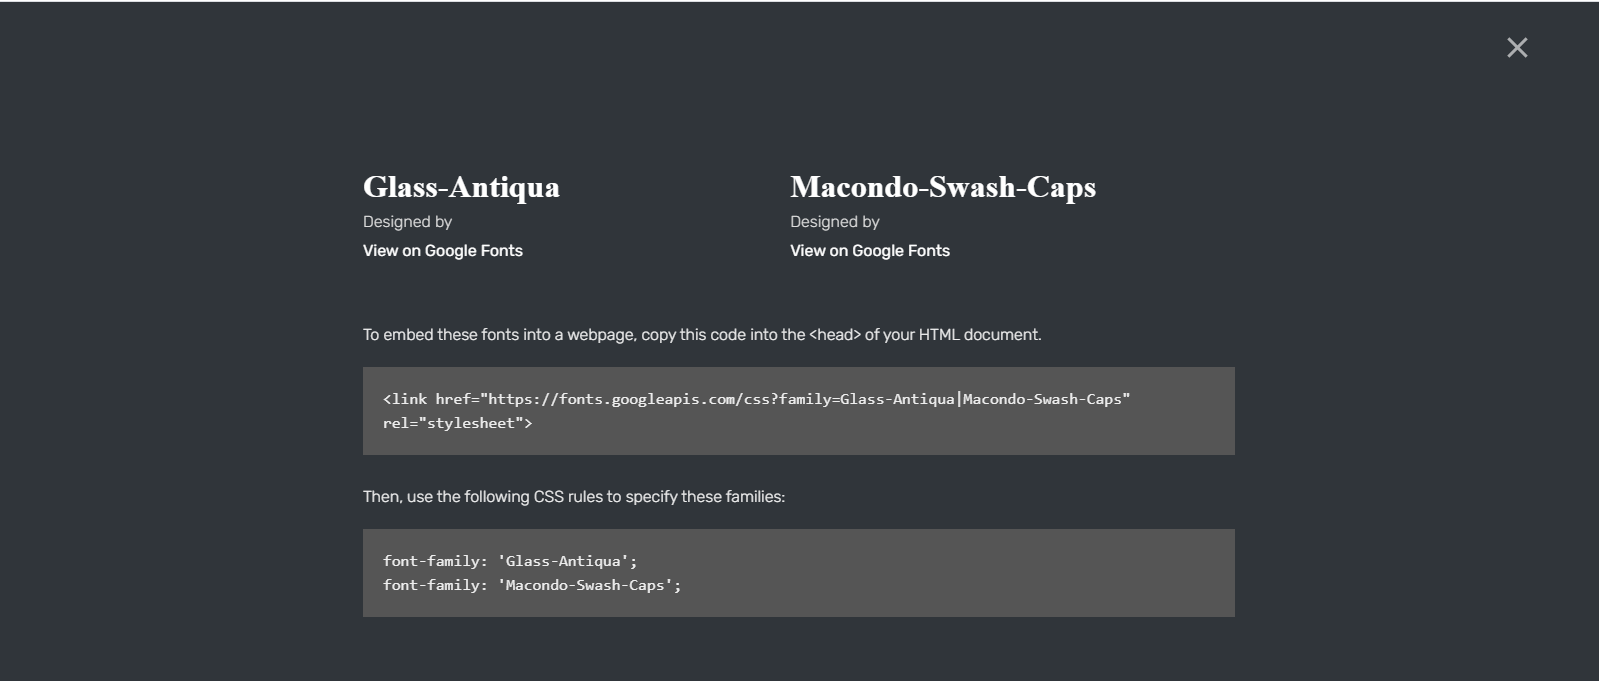 Glass-Antiqua
Designed by
View on Google Fonts
Macondo-Swash-Caps
Designed by
View on Google Fonts
To embed these fonts into a webpage, copy this code into the <head> of your HTML document.
<link href="https://fonts.googleapis.com/css?family=Glass-Antiqua|Macondo-Swash-Caps"
rel="stylesheet">
Then, use the following CSS rules to specify these families:
font-family: 'Glass-Antiqua';
font-family: 'Macondo-Swash-Caps';